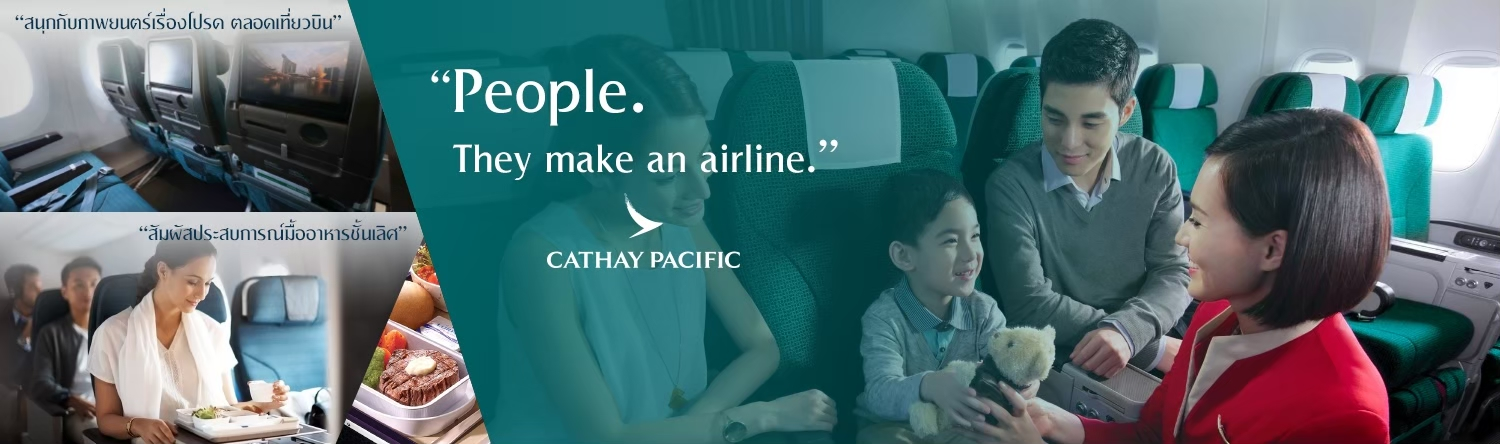 “สนุกกับภาพยนตร์เรื่องโปรด ตลอดเที่ยวบิน”
“สัมผัสประสบการณ์มื้ออาหารชั้นเลิศ”
“People.
They make an airline.”
CATHAY PACIFIC